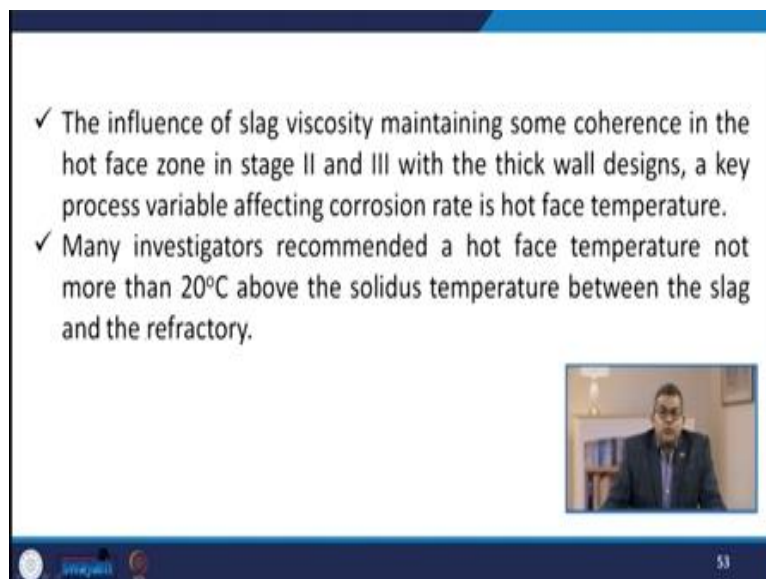 ✓ The influence of slag viscosity maintaining some coherence in the
hot face zone in stage II and III with the thick wall designs, a key
process variable affecting corrosion rate is hot face temperature.
✓ Many investigators recommended a hot face temperature not
more than 20°C above the solidus temperature between the slag
and the refractory.
swayam
53